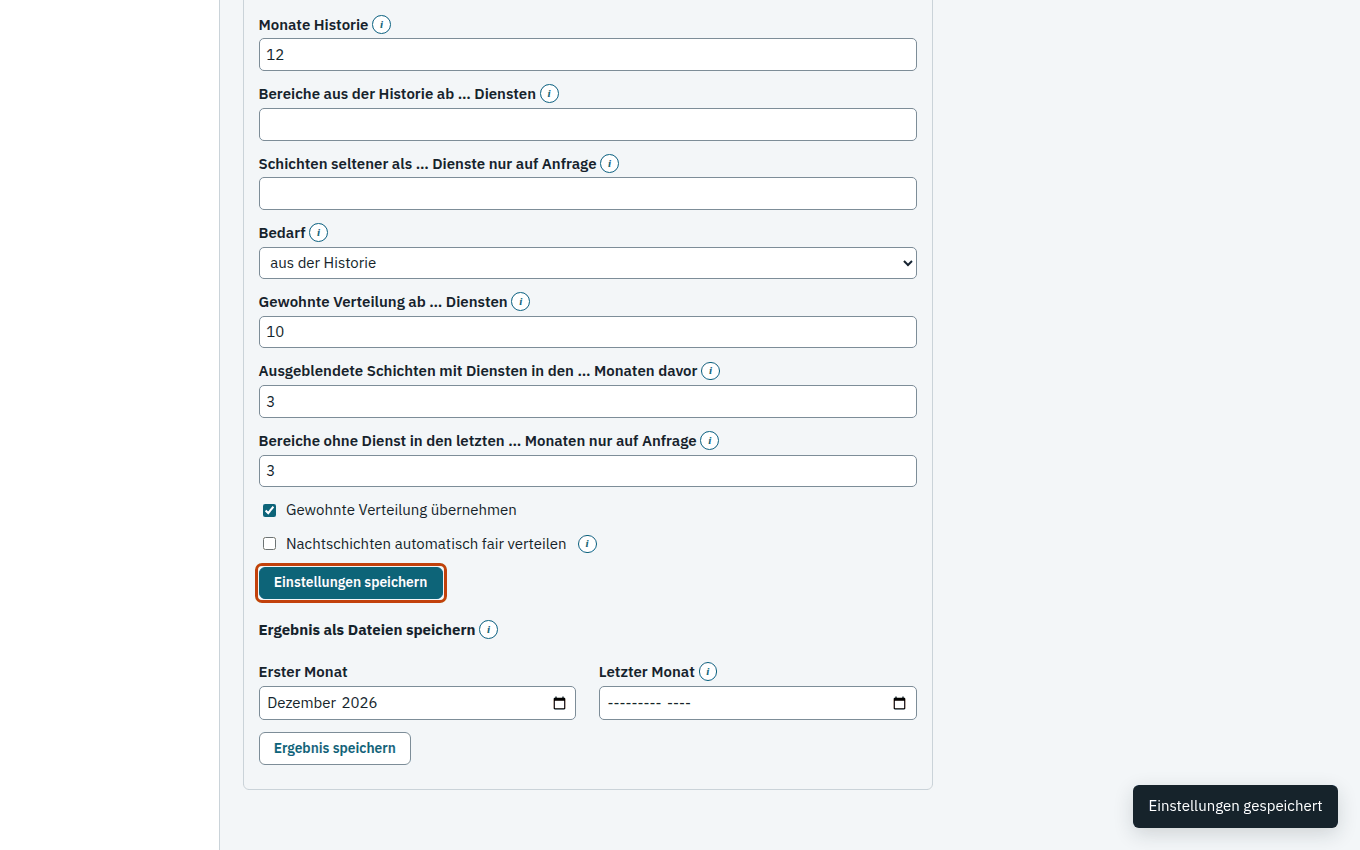 Monate Historie i
12
Bereiche aus der Historie ab ... Diensten i
Schichten seltener als ... Dienste nur auf Anfrage i
Bedarf i
aus der Historie
Gewohnte Verteilung ab ... Diensten i
10
Ausgeblendete Schichten mit Diensten in den ... Monaten davor i
3
Bereiche ohne Dienst in den letzten ... Monaten nur auf Anfrage i
3
Gewohnte Verteilung übernehmen
Nachtschichten automatisch fair verteilen i
Einstellungen speichern
Ergebnis als Dateien speichern i
Erster Monat
Dezember 2026
Letzter Monat i
--------- ----
Ergebnis speichern
Einstellungen gespeichert